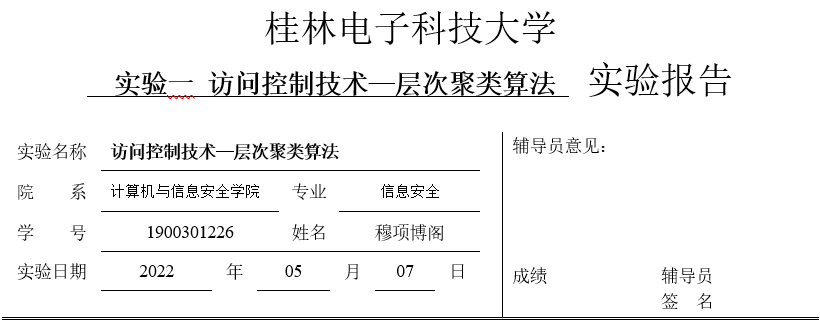 桂林电子科技大学
实验一 访问控制技术—层次聚类算法 实验报告
实验名称 访问控制技术—层次聚类算法
院 系 计算机与信息安全学院 专业 信息安全
学 号 1900301226 姓名 穆项博阁
实验日期 2022 年 05 月 07 日
辅导员意见：
成绩 辅导员
签 名